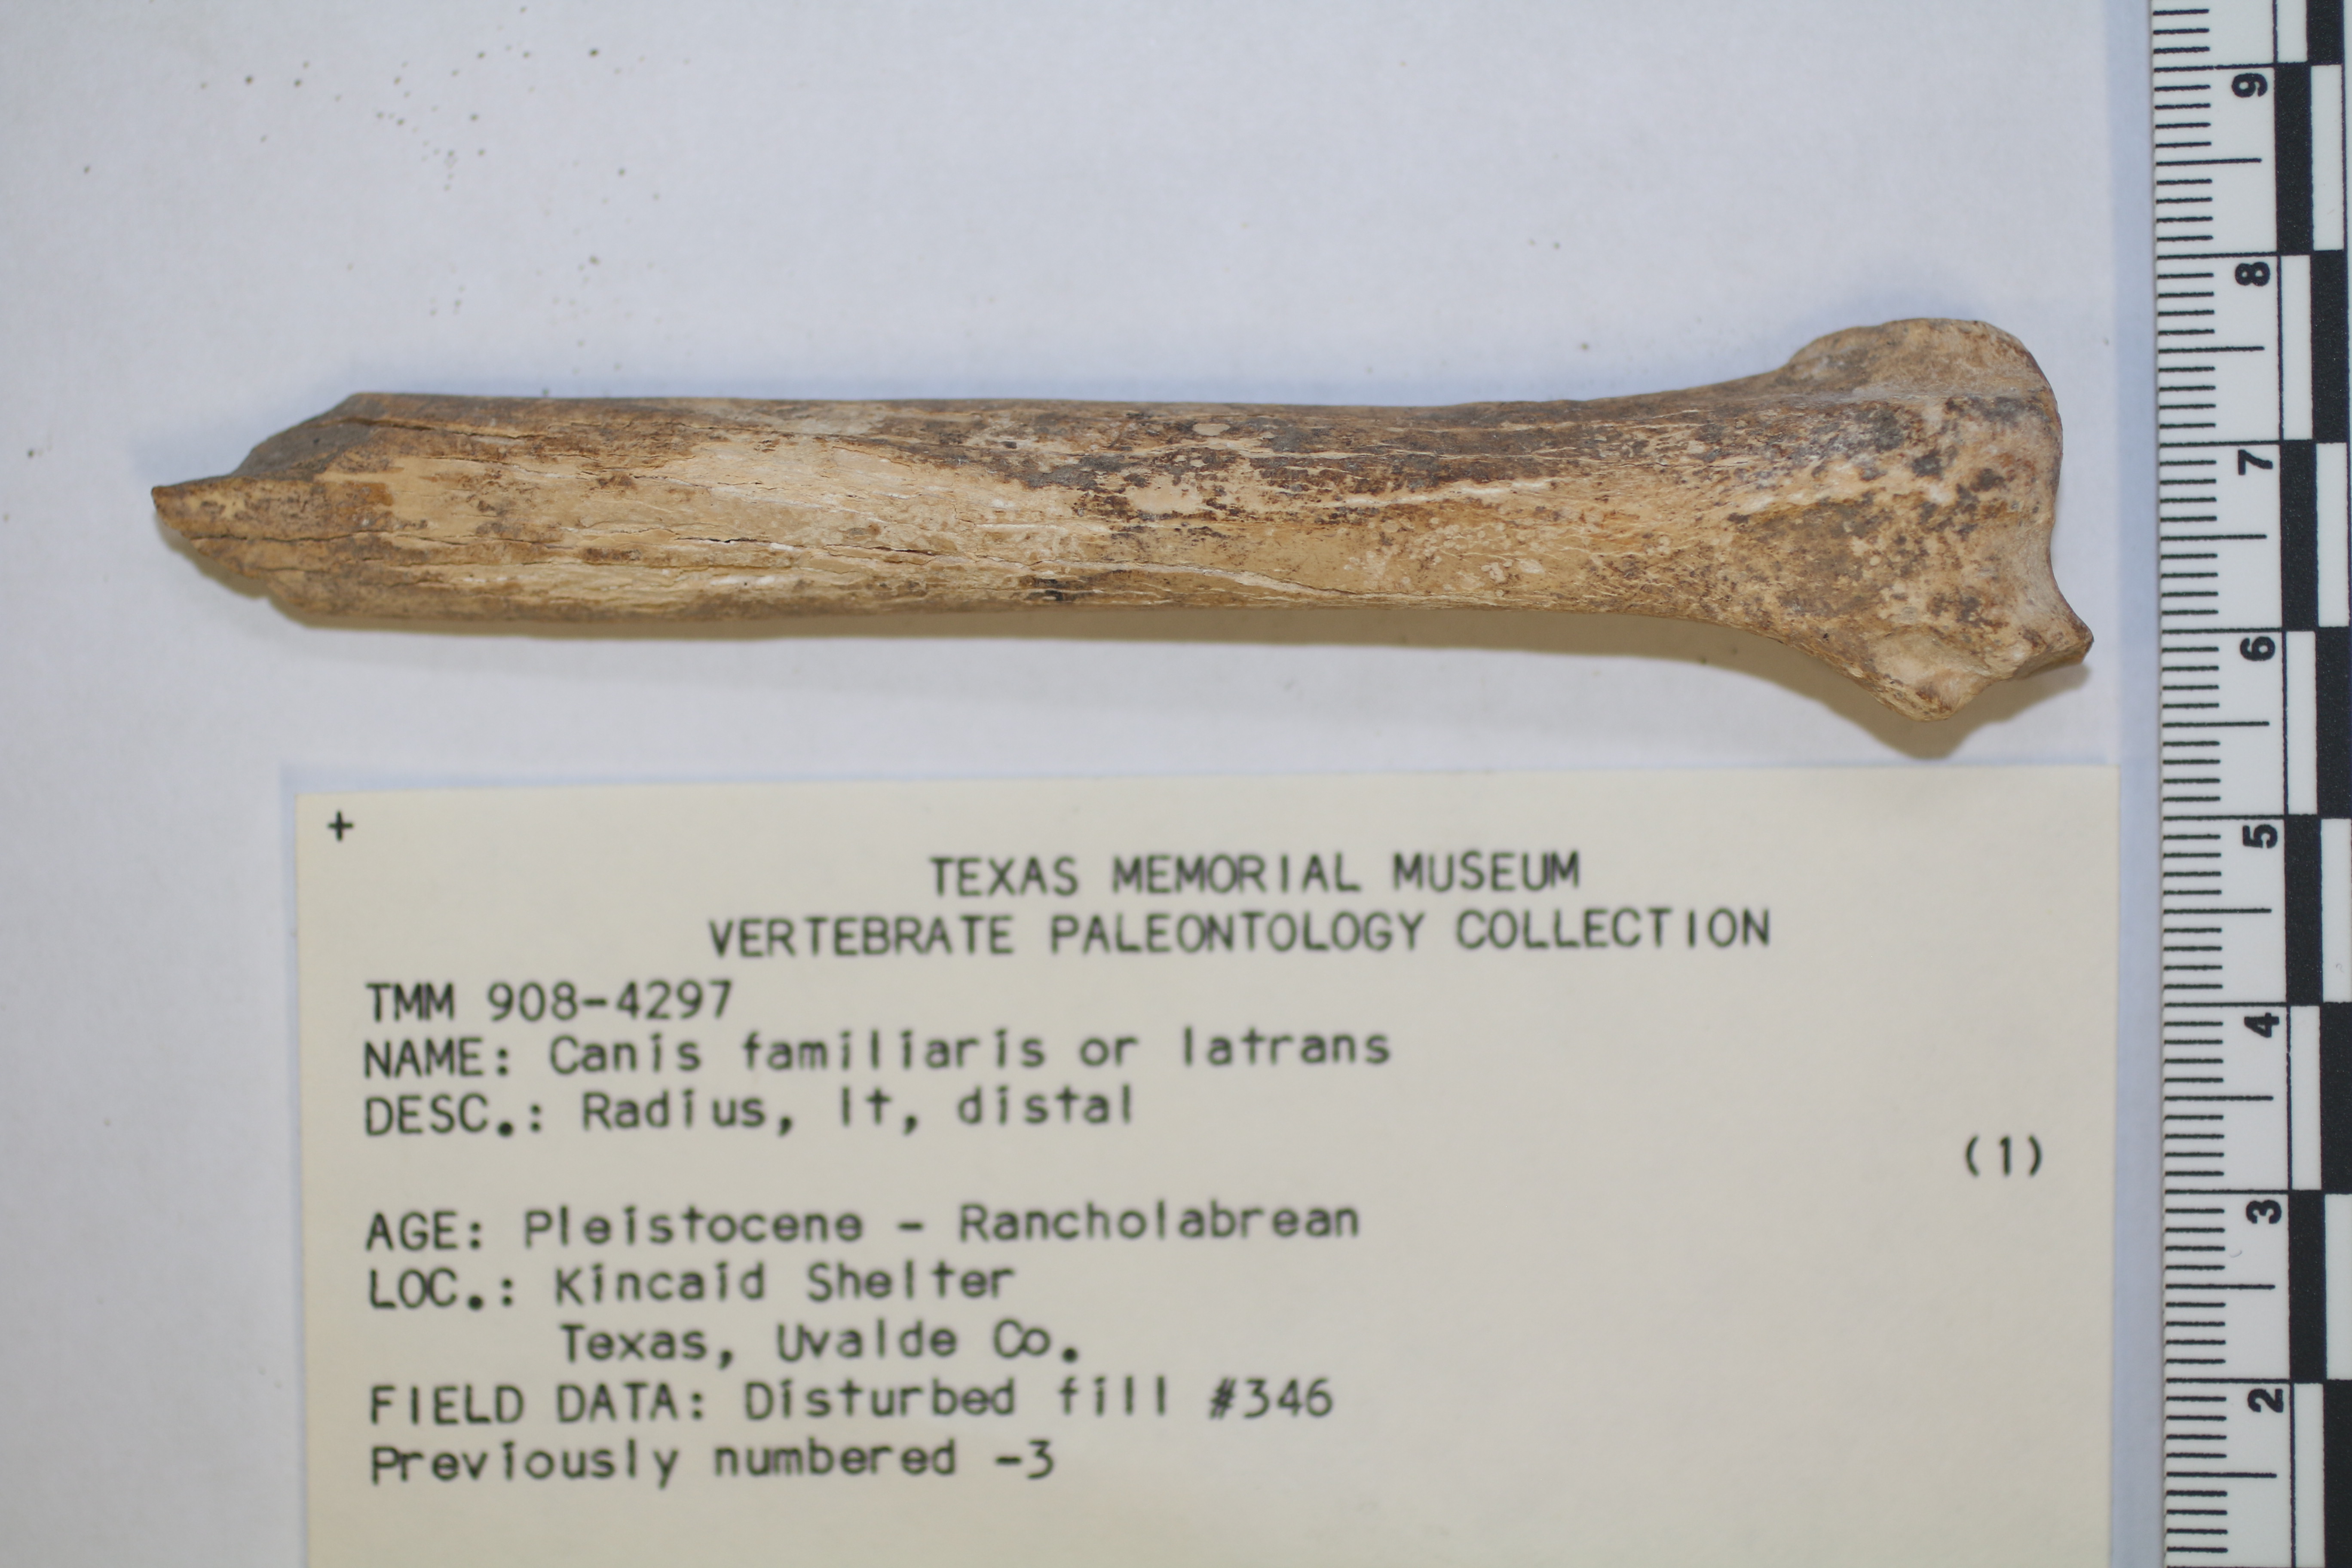 +
TEXAS MEMORIAL MUSEUM
VERTEBRATE PALEONTOLOGY COLLECTION
TMM 908-4297
NAME: Canis familiaris or latrans
DESC.: Radius, lt, distal
(1)
AGE: Pleistocene - Rancholabrean
LOC.: Kincaid Shelter
Texas, Uvalde Co.
FIELD DATA: Disturbed fill #346
Previously numbered -3
9
8
7
6
5
4
3
2